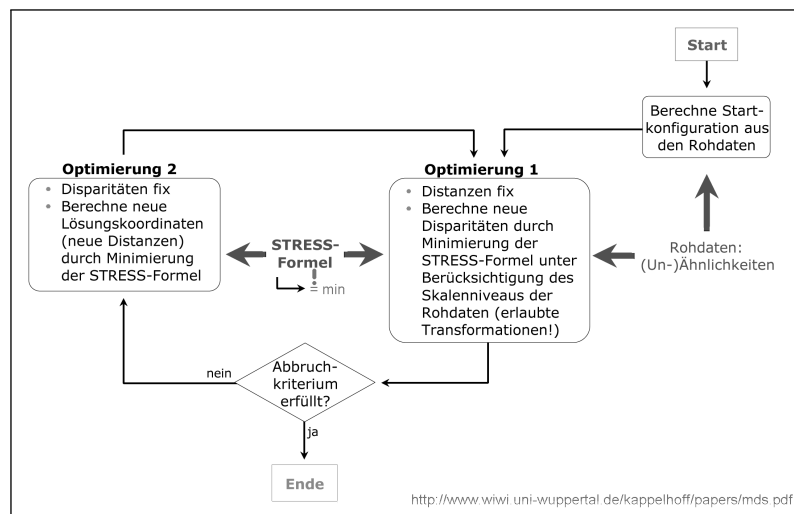 Start
Berechne Start-
konfiguration aus
den Rohdaten
Optimierung 2
• Disparitäten fix
• Berechne neue
Lösungskoordinaten
(neue Distanzen)
durch Minimierung
der STRESS-Formel
STRESS-
Formel
! = min
Optimierung 1
• Distanzen fix
• Berechne neue
Disparitäten durch
Minimierung der
STRESS-Formel unter
Berücksichtigung des
Skalenniveaus der
Rohdaten (erlaubte
Transformationen!)
Rohdaten:
(Un-)Ähnlichkeiten
nein
Abbruch-
kriterium
erfüllt?
ja
Ende
http://www.wiwi.uni-wuppertal.de/kappelhoff/papers/mds.pdf